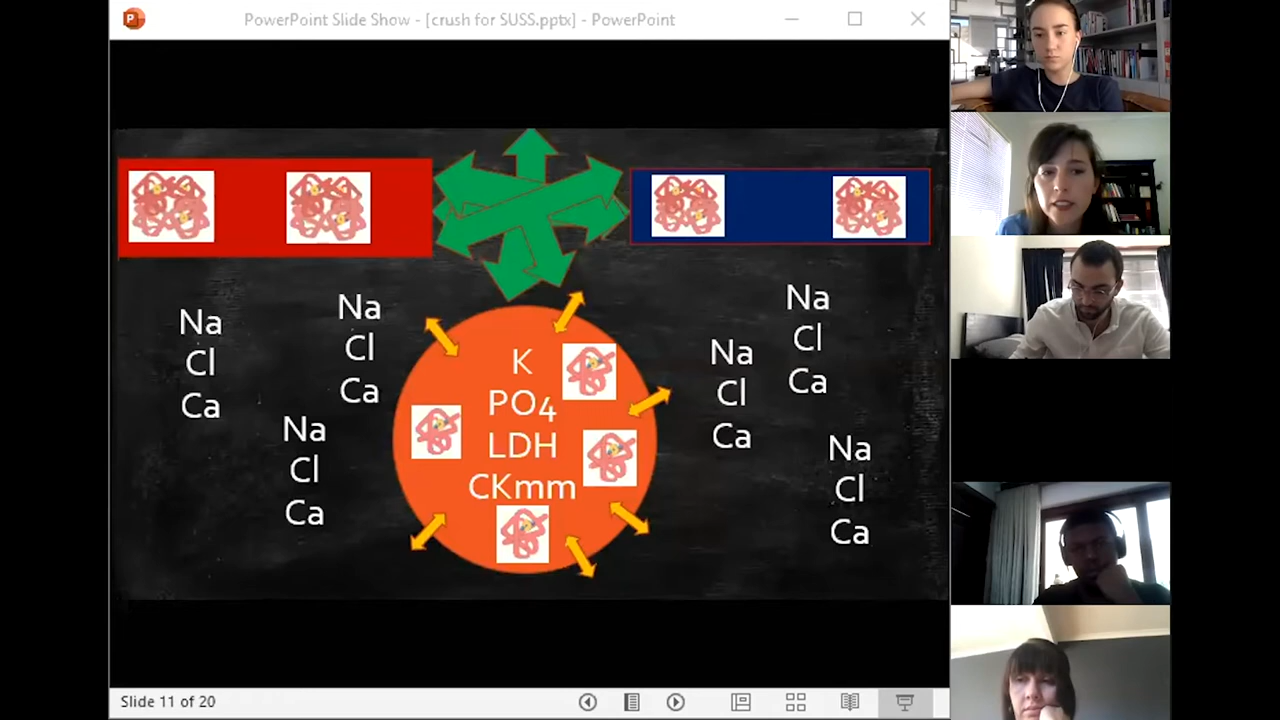 PowerPoint Slide Show - [crush for SUSS.pptx] - PowerPoint
Na
Cl
Ca
Na
Cl
Ca
Na
Cl
Ca
K
PO4
LDH
CKmm
Na
Cl
Ca
Na
Cl
Ca
Na
Cl
Ca
Slide 11 of 20